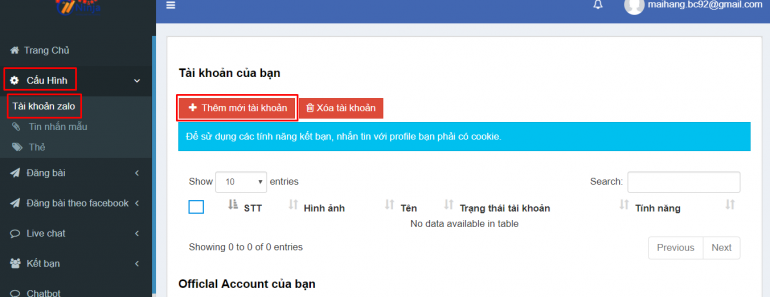 maihang.bc92@gmail.com
Trang Chủ
Cấu Hình
Tài khoản zalo
Tin nhắn mẫu
Thẻ
Đăng bài
Đăng bài theo facebook
Live chat
Kết bạn
Chatbot
Tài khoản của bạn
Thêm mới tài khoản
Xóa tài khoản
Để sử dụng các tính năng kết bạn, nhắn tin với profile bạn phải có cookie.
Show 10 entries Search:
STT Hình ảnh Tên Trạng thái tài khoản Tính năng
No data available in table
Showing 0 to 0 of 0 entries Previous Next
Official Account của bạn